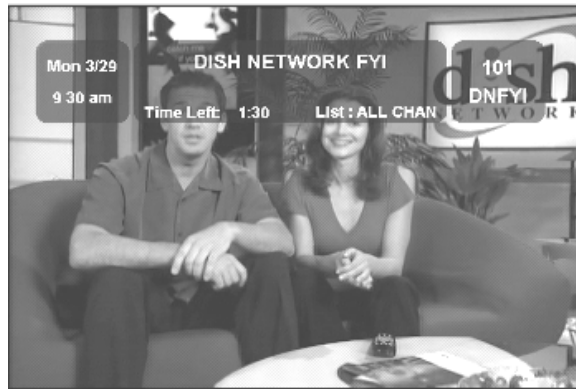 Mon 3/29
9 30 am
DISH NETWORK FYI
Time Left: 1:30
List : ALL CHAN
101
DNFYI
dish
NETWORK